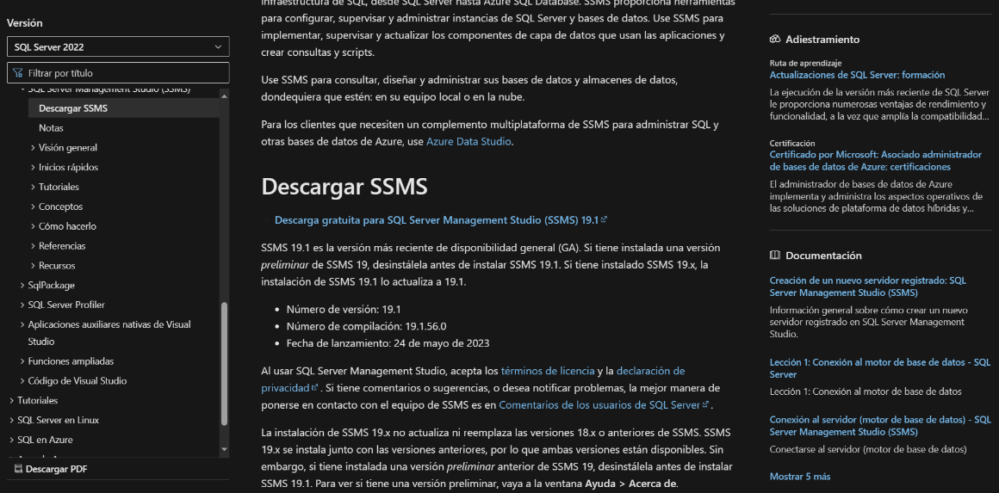 Versión
SQL Server 2022
Filtrar por título
SQL Server Management Studio (SSMS)
Descargar SSMS
Notas
Visión general
Inicios rápidos
Tutoriales
Conceptos
Cómo hacerlo
Referencias
Recursos
SqlPackage
SQL Server Profiler
Aplicaciones auxiliares nativas de Visual
Studio
Funciones ampliadas
Código de Visual Studio
Tutoriales
SQL Server en Linux
SQL en Azure
Descargar PDF
infraestructura de SQL, desde SQL Server hasta Azure SQL Database. SSMS proporciona herramientas
para configurar, supervisar y administrar instancias de SQL Server y bases de datos. Use SSMS para
implementar, supervisar y actualizar los componentes de capa de datos que usan las aplicaciones y
crear consultas y scripts.
Use SSMS para consultar, diseñar y administrar sus bases de datos y almacenes de datos,
dondequiera que estén: en su equipo local o en la nube.
Para los clientes que necesiten un complemento multiplataforma de SSMS para administrar SQL y
otras bases de datos de Azure, use Azure Data Studio.
Descargar SSMS
Descarga gratuita para SQL Server Management Studio (SSMS) 19.1
SSMS 19.1 es la versión más reciente de disponibilidad general (GA). Si tiene instalada una versión
preliminar de SSMS 19, desinstálela antes de instalar SSMS 19.1. Si tiene instalado SSMS 19.x, la
instalación de SSMS 19.1 lo actualiza a 19.1.
• Número de versión: 19.1
• Número de compilación: 19.1.56.0
• Fecha de lanzamiento: 24 de mayo de 2023
Al usar SQL Server Management Studio, acepta los términos de licencia y la declaración de
privacidad. Si tiene comentarios o sugerencias, o desea notificar problemas, la mejor manera de
ponerse en contacto con el equipo de SSMS es en Comentarios de los usuarios de SQL Server.
La instalación de SSMS 19.x no actualiza ni reemplaza las versiones 18.x o anteriores de SSMS. SSMS
19.x se instala junto con las versiones anteriores, por lo que ambas versiones están disponibles. Sin
embargo, si tiene instalada una versión preliminar anterior de SSMS 19, desinstálela antes de instalar
SSMS 19.1. Para ver si tiene una versión preliminar, vaya a la ventana Ayuda > Acerca de.
Adiestramiento
Ruta de aprendizaje
Actualizaciones de SQL Server: formación
La ejecución de la versión más reciente de SQL Server
le proporciona numerosas ventajas de rendimiento y
funcionalidad, a la vez que amplía la compatibilidad...
Certificación
Certificado por Microsoft: Asociado administrador
de bases de datos de Azure: certificaciones
El administrador de bases de datos de Azure
implementa y administra los aspectos operativos de
las soluciones de plataforma de datos híbridas y...
Documentación
Creación de un nuevo servidor registrado: SQL
Server Management Studio (SSMS)
Información general sobre cómo crear un nuevo
servidor registrado en SQL Server Management
Studio.
Lección 1: Conexión al motor de base de datos - SQL
Server
Lección 1: Conexión al motor de base de datos
Conexión al servidor (motor de base de datos) - SQL
Server Management Studio (SSMS)
Conectarse al servidor (motor de base de datos)
Mostrar 5 más